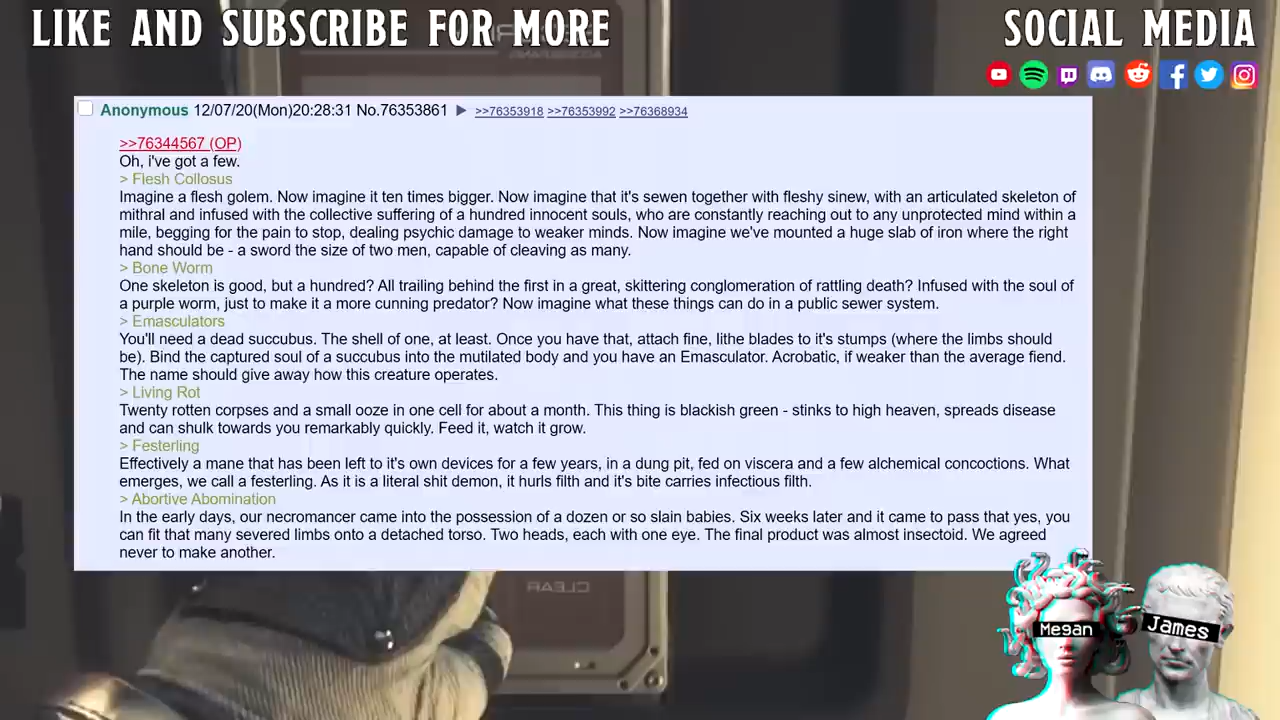 LIKE AND SUBSCRIBE FOR MORE
SOCIAL MEDIA
Anonymous 12/07/20(Mon)20:28:31 No.76353861 ▶ >>76353918 >>76353992 >>76368934
>>76344567 (OP)
Oh, i've got a few.
> Flesh Collosus
Imagine a flesh golem. Now imagine it ten times bigger. Now imagine that it's sewen together with fleshy sinew, with an articulated skeleton of
mithral and infused with the collective suffering of a hundred innocent souls, who are constantly reaching out to any unprotected mind within a
mile, begging for the pain to stop, dealing psychic damage to weaker minds. Now imagine we've mounted a huge slab of iron where the right
hand should be - a sword the size of two men, capable of cleaving as many.
> Bone Worm
One skeleton is good, but a hundred? All trailing behind the first in a great, skittering conglomeration of rattling death? Infused with the soul of
a purple worm, just to make it a more cunning predator? Now imagine what these things can do in a public sewer system.
> Emasculators
You'll need a dead succubus. The shell of one, at least. Once you have that, attach fine, lithe blades to it's stumps (where the limbs should
be). Bind the captured soul of a succubus into the mutilated body and you have an Emasculator. Acrobatic, if weaker than the average fiend.
The name should give away how this creature operates.
> Living Rot
Twenty rotten corpses and a small ooze in one cell for about a month. This thing is blackish green - stinks to high heaven, spreads disease
and can shulk towards you remarkably quickly. Feed it, watch it grow.
> Festerling
Effectively a mane that has been left to it's own devices for a few years, in a dung pit, fed on viscera and a few alchemical concoctions. What
emerges, we call a festerling. As it is a literal shit demon, it hurls filth and it's bite carries infectious filth.
> Abortive Abomination
In the early days, our necromancer came into the possession of a dozen or so slain babies. Six weeks later and it came to pass that yes, you
can fit that many severed limbs onto a detached torso. Two heads, each with one eye. The final product was almost insectoid. We agreed
never to make another.
CLEAR
Megan
James